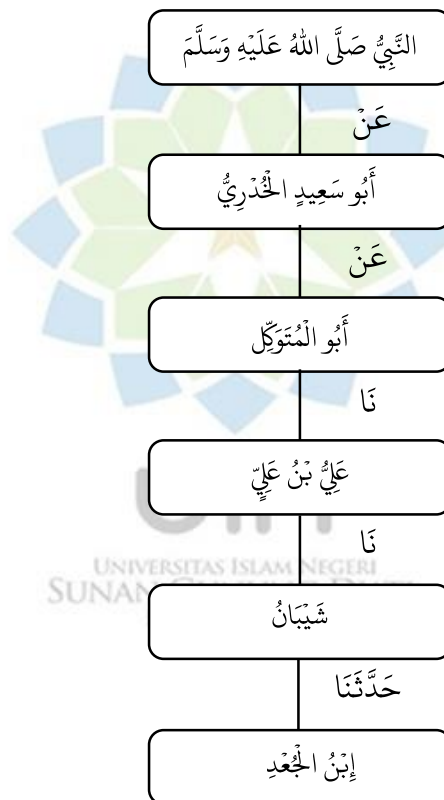 النَّبِيُّ صَلَّى اللهُ عَلَيْهِ وَسَلَّمَ
عَنْ
أَبُو سَعِيدٍ الْخُدْرِيُّ
عَنْ
أَبُو الْمُتَوَكِّل
نَا
عَلِيُّ بْنُ عَلِيٍّ
نَا
UNIVERSITAS ISLAM NEGERI
SUNAN
شَيْبَانُ
حَدَّثَنَا
إِبْنُ الْجُعْدِ